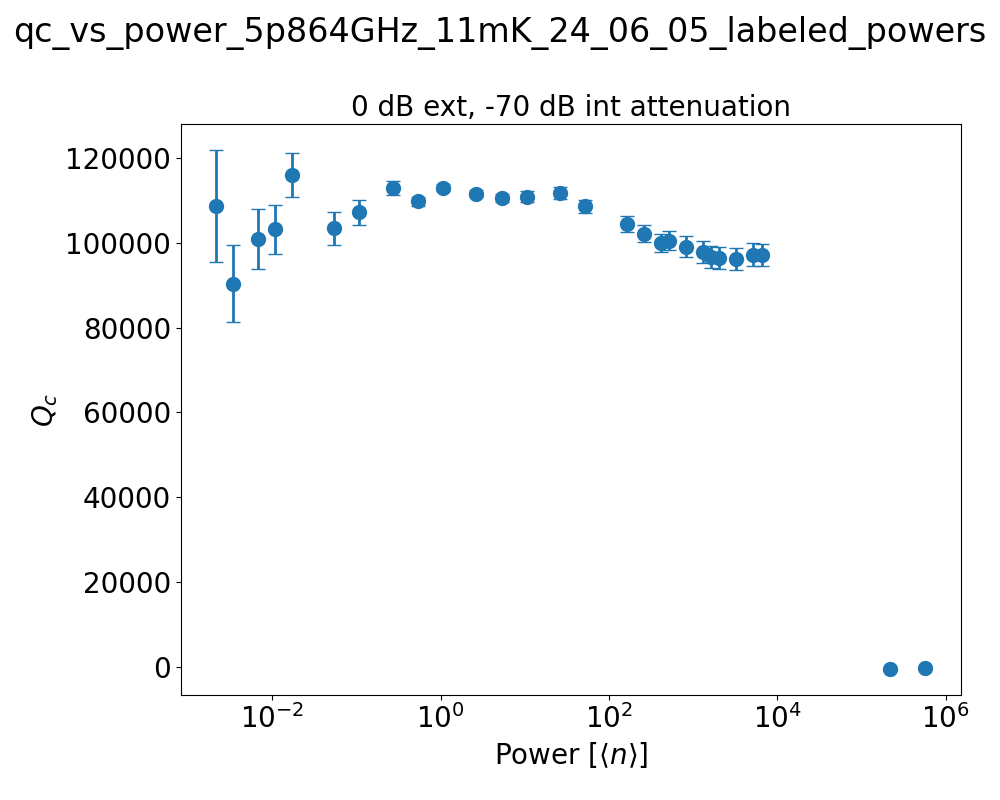 qc_vs_power_5p864GHz_11mK_24_06_05_labeled_powers
0 dB ext, -70 dB int attenuation
120000
100000
80000
60000
40000
20000
0
Q_c
10^{-2} 10^0 10^2 10^4 10^6
Power [⟨n⟩]